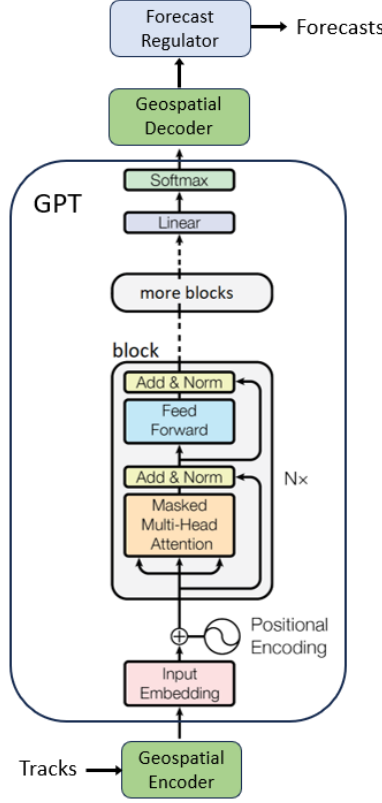 Forecast
Regulator
Forecasts
Geospatial
Decoder
GPT
Softmax
Linear
more blocks
block
Add & Norm
Feed
Forward
Add & Norm
Masked
Multi-Head
Attention
N×
Positional
Encoding
Input
Embedding
Tracks
Geospatial
Encoder